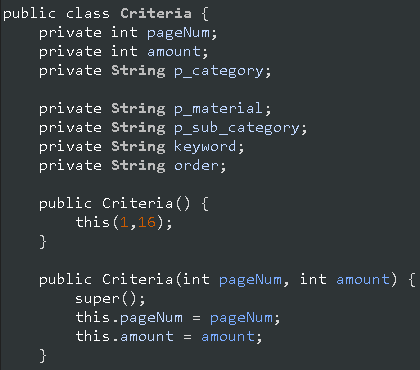 public class Criteria {
    private int pageNum;
    private int amount;
    private String p_category;

    private String p_material;
    private String p_sub_category;
    private String keyword;
    private String order;

    public Criteria() {
        this(1,16);
    }

    public Criteria(int pageNum, int amount) {
        super();
        this.pageNum = pageNum;
        this.amount = amount;
    }